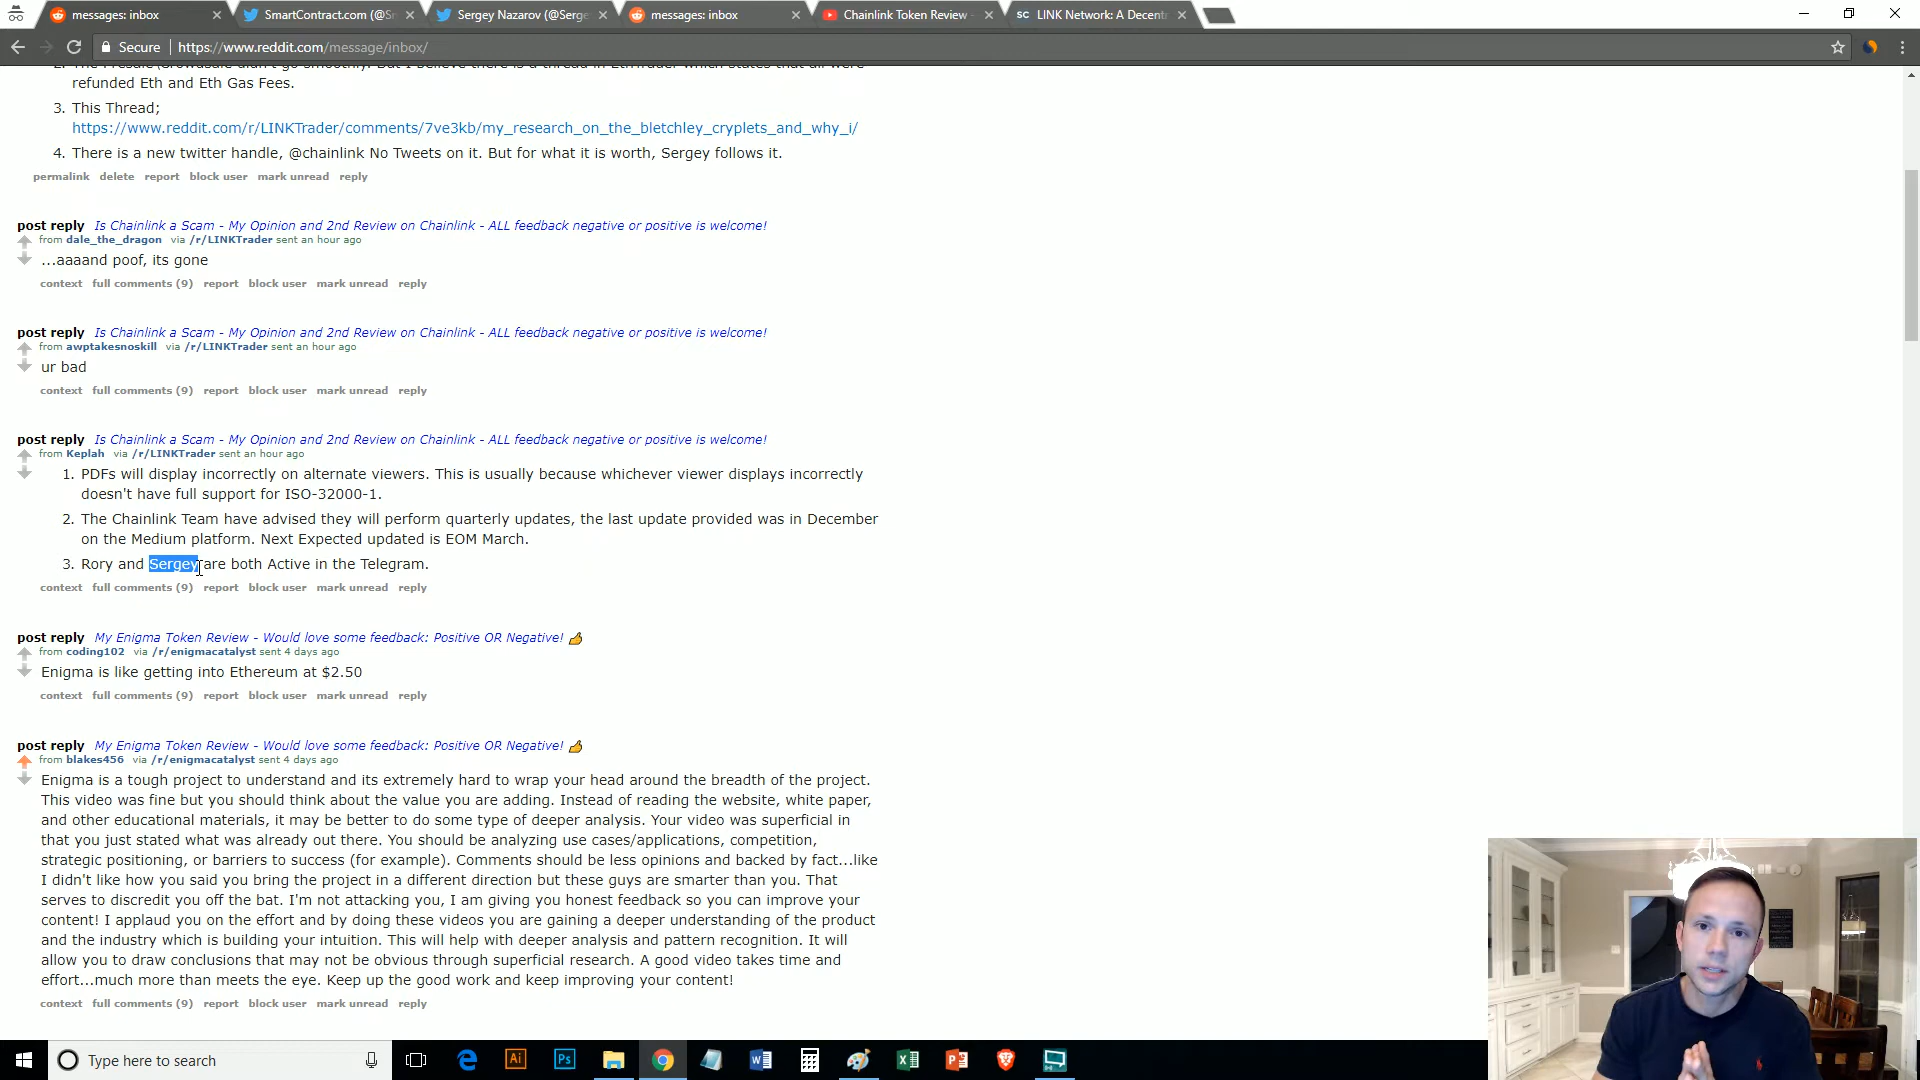 messages: inbox
SmartContract.com (@S
Sergey Nazarov (@Serge
messages: inbox
Chainlink Token Review
SC LINK Network: A Decent
Secure https://www.reddit.com/message/inbox/
refunded Eth and Eth Gas Fees.
3. This Thread;
https://www.reddit.com/r/LINKTrader/comments/7ve3kb/my_research_on_the_bletchley_cryplets_and_why_i/
4. There is a new twitter handle, @chainlink No Tweets on it. But for what it is worth, Sergey follows it.
permalink delete report block user mark unread reply
post reply Is Chainlink a Scam - My Opinion and 2nd Review on Chainlink - ALL feedback negative or positive is welcome!
from dale_the_dragon via /r/LINKTrader sent an hour ago
...aaaand poof, its gone
context full comments (9) report block user mark unread reply
post reply Is Chainlink a Scam - My Opinion and 2nd Review on Chainlink - ALL feedback negative or positive is welcome!
from awptakesnoskill via /r/LINKTrader sent an hour ago
ur bad
context full comments (9) report block user mark unread reply
post reply Is Chainlink a Scam - My Opinion and 2nd Review on Chainlink - ALL feedback negative or positive is welcome!
from Keplah via /r/LINKTrader sent an hour ago
1. PDFs will display incorrectly on alternate viewers. This is usually because whichever viewer displays incorrectly
doesn't have full support for ISO-32000-1.
2. The Chainlink Team have advised they will perform quarterly updates, the last update provided was in December
on the Medium platform. Next Expected updated is EOM March.
3. Rory and Sergey are both Active in the Telegram.
context full comments (9) report block user mark unread reply
post reply My Enigma Token Review - Would love some feedback: Positive OR Negative! 👍
from coding102 via /r/enigmacatalyst sent 4 days ago
Enigma is like getting into Ethereum at $2.50
context full comments (9) report block user mark unread reply
post reply My Enigma Token Review - Would love some feedback: Positive OR Negative! 👍
from blakes456 via /r/enigmacatalyst sent 4 days ago
Enigma is a tough project to understand and its extremely hard to wrap your head around the breadth of the project.
This video was fine but you should think about the value you are adding. Instead of reading the website, white paper,
and other educational materials, it may be better to do some type of deeper analysis. Your video was superficial in
that you just stated what was already out there. You should be analyzing use cases/applications, competition,
strategic positioning, or barriers to success (for example). Comments should be less opinions and backed by fact...like
I didn't like how you said you bring the project in a different direction but these guys are smarter than you. That
serves to discredit you off the bat. I'm not attacking you, I am giving you honest feedback so you can improve your
content! I applaud you on the effort and by doing these videos you are gaining a deeper understanding of the product
and the industry which is building your intuition. This will help with deeper analysis and pattern recognition. It will
allow you to draw conclusions that may not be obvious through superficial research. A good video takes time and
effort...much more than meets the eye. Keep up the good work and keep improving your content!
context full comments (9) report block user mark unread reply
Type here to search